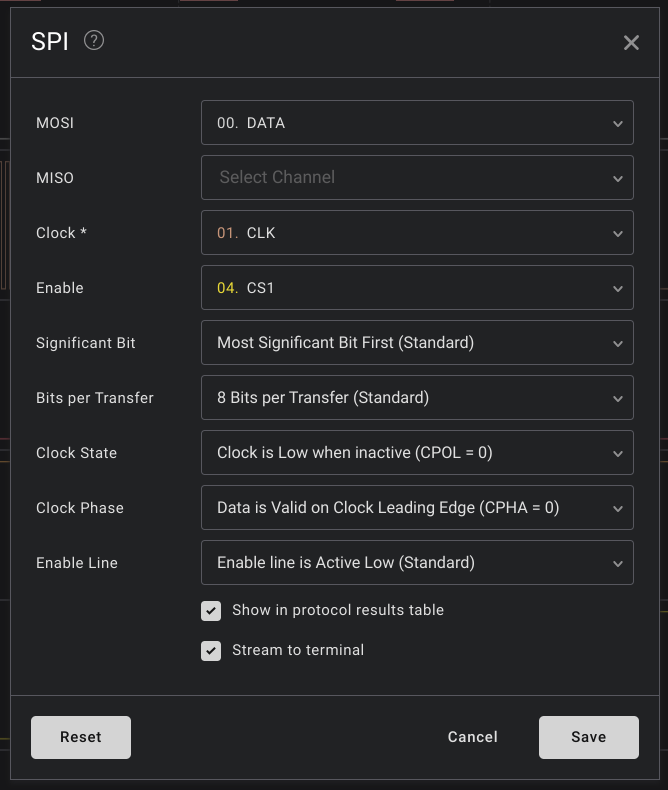 SPI ?
MOSI 00. DATA
MISO Select Channel
Clock * 01. CLK
Enable 04. CS1
Significant Bit Most Significant Bit First (Standard)
Bits per Transfer 8 Bits per Transfer (Standard)
Clock State Clock is Low when inactive (CPOL = 0)
Clock Phase Data is Valid on Clock Leading Edge (CPHA = 0)
Enable Line Enable line is Active Low (Standard)
Show in protocol results table
Stream to terminal
Reset Cancel Save